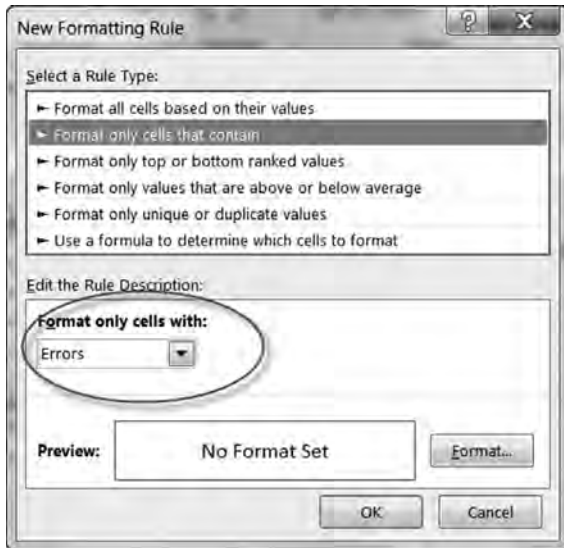 New Formatting Rule
Select a Rule Type:
► Format all cells based on their values
► Format only cells that contain
► Format only top or bottom ranked values
► Format only values that are above or below average
► Format only unique or duplicate values
► Use a formula to determine which cells to format
Edit the Rule Description:
Format only cells with:
Errors
Preview:
No Format Set
Format...
OK
Cancel